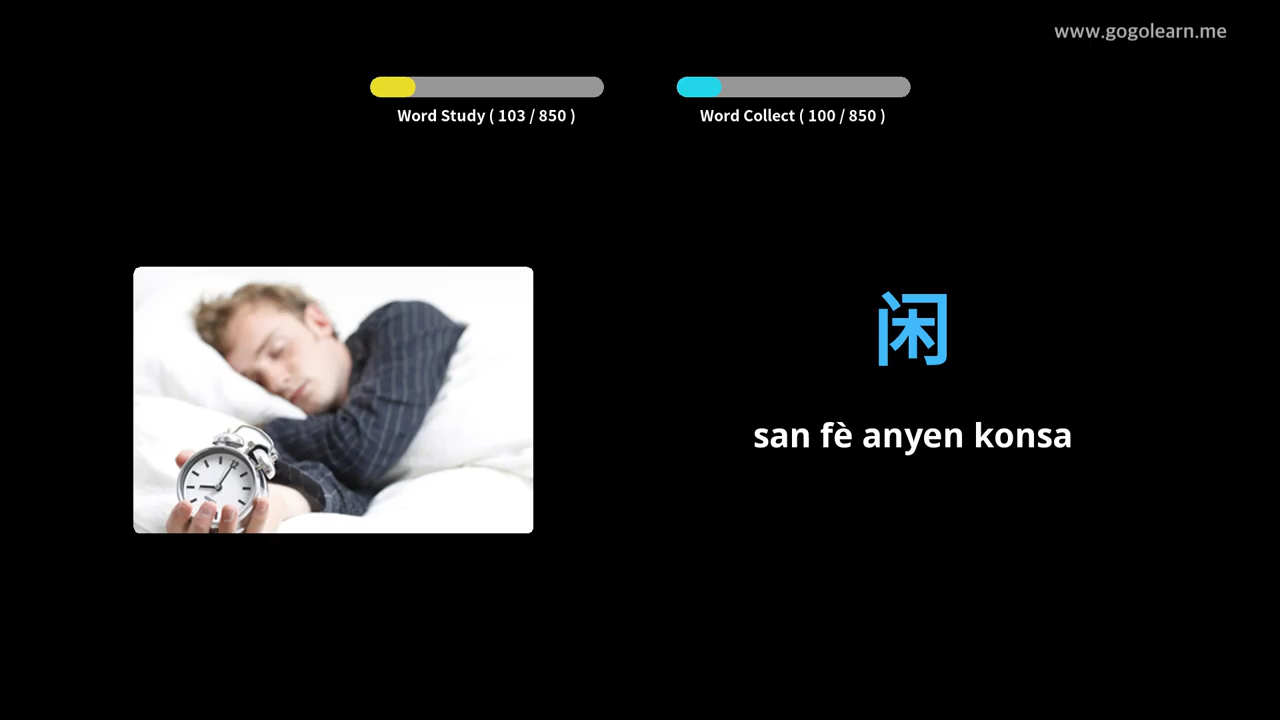 www.gogolearn.me
Word Study ( 103 / 850 )
Word Collect ( 100 / 850 )
闲
san fè anyen konsa